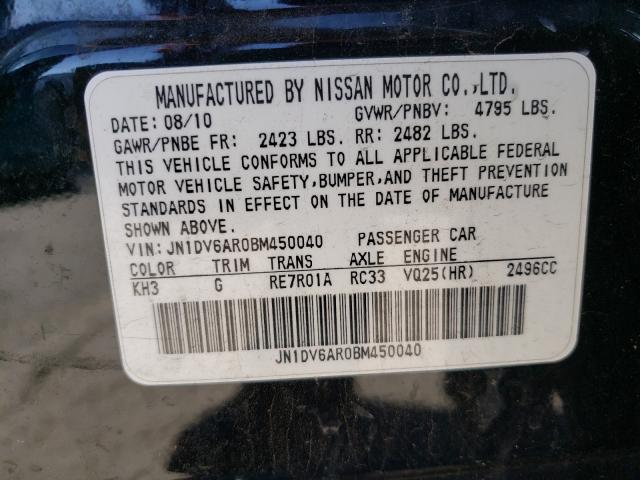 MANUFACTURED BY NISSAN MOTOR CO.,LTD.
DATE: 08/10 GVWR/PNBV: 4795 LBS.
GAWR/PNBE FR: 2423 LBS. RR: 2482 LBS.
THIS VEHICLE CONFORMS TO ALL APPLICABLE FEDERAL
MOTOR VEHICLE SAFETY,BUMPER,AND THEFT PREVENTION
STANDARDS IN EFFECT ON THE DATE OF MANUFACTURE
SHOWN ABOVE.
VIN: JN1DV6AR0BM450040 PASSENGER CAR
COLOR TRIM TRANS AXLE ENGINE
KH3 G RE7R01A RC33 VQ25(HR) 2496CC
JN1DV6AR0BM450040